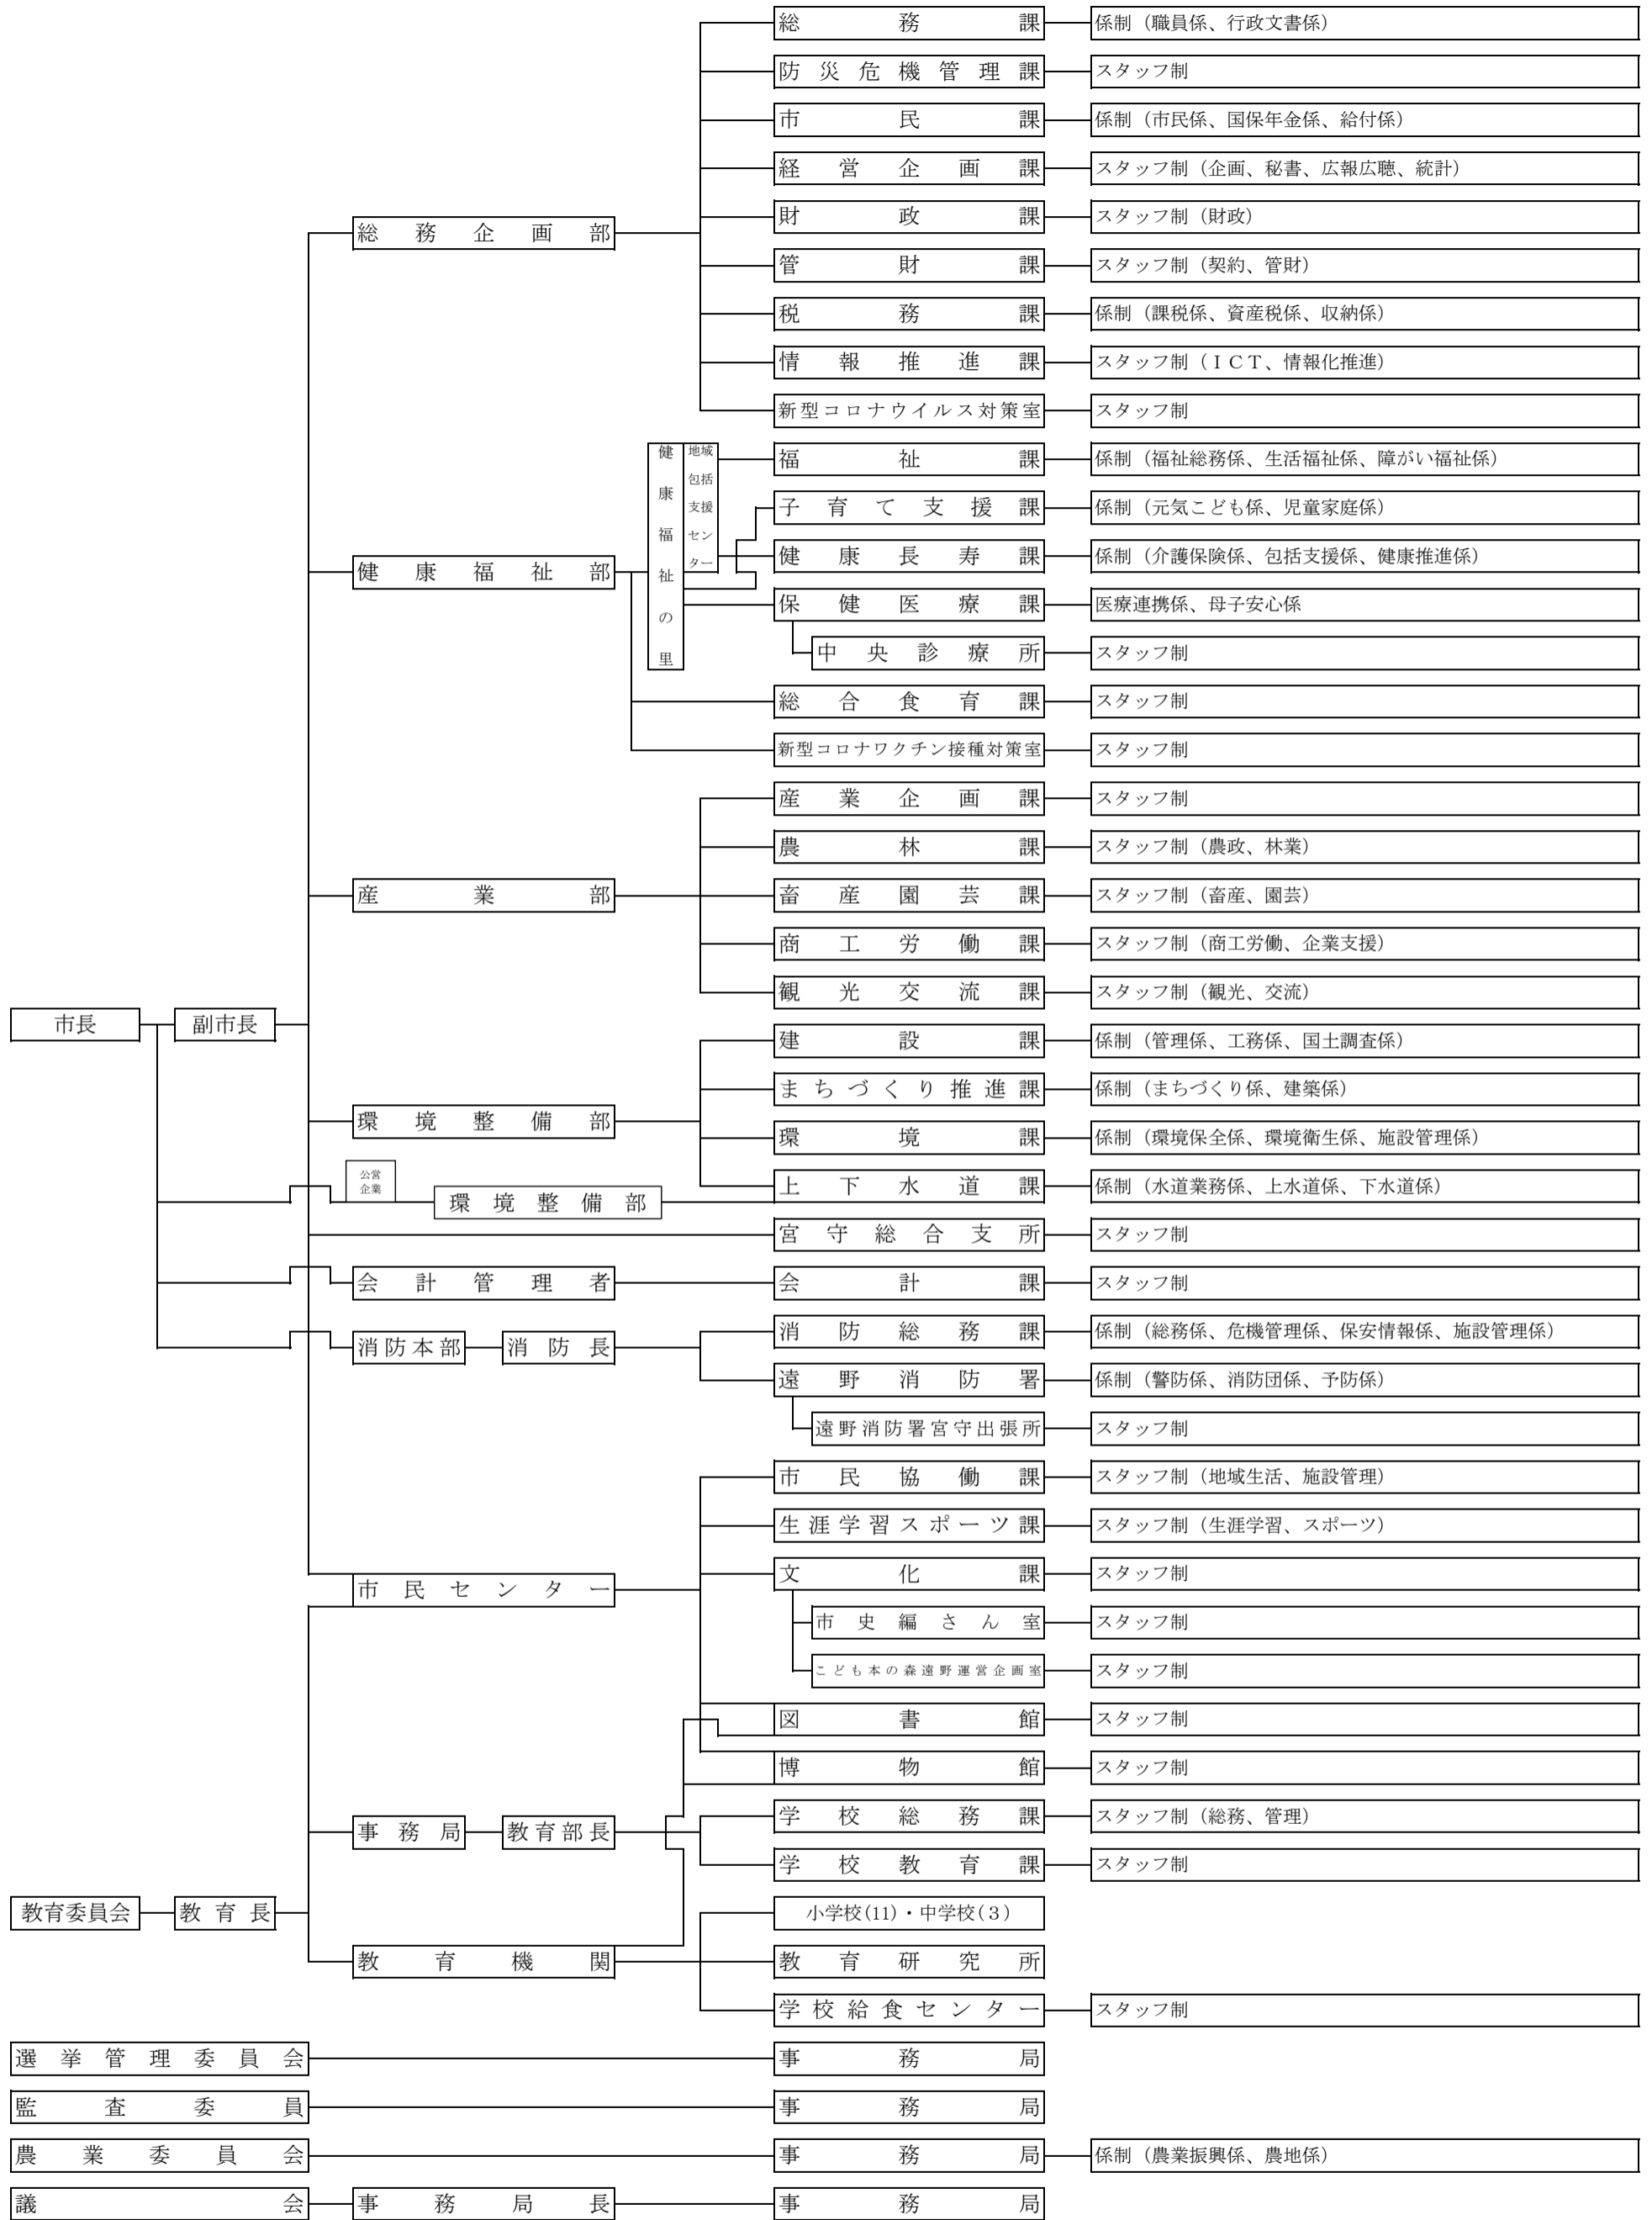 総務課 係制（職員係、行政文書係）
防災危機管理課 スタッフ制
市民課 係制（市民係、国保年金係、給付係）
経営企画課 スタッフ制（企画、秘書、広報広聴、統計）
財政課 スタッフ制（財政）
総務企画部
管財課 スタッフ制（契約、管財）
税務課 係制（課税係、資産税係、収納係）
情報推進課 スタッフ制（ＩＣＴ、情報化推進）
新型コロナウイルス対策室 スタッフ制
健康福祉の里
地域
包括
支援
セン
ター
福祉課 係制（福祉総務係、生活福祉係、障がい福祉係）
子育て支援課 係制（元気こども係、児童家庭係）
健康長寿課 係制（介護保険係、包括支援係、健康推進係）
健康福祉部
保健医療課 医療連携係、母子安心係
中央診療所 スタッフ制
総合食育課 スタッフ制
新型コロナワクチン接種対策室 スタッフ制
産業企画課 スタッフ制
農林課 スタッフ制（農政、林業）
産業部 畜産園芸課 スタッフ制（畜産、園芸）
商工労働課 スタッフ制（商工労働、企業支援）
観光交流課 スタッフ制（観光、交流）
市長 副市長
建設課 係制（管理係、工務係、国土調査係）
まちづくり推進課 係制（まちづくり係、建築係）
環境整備部
環境課 係制（環境保全係、環境衛生係、施設管理係）
公営
企業
環境整備部
上下水道課 係制（水道業務係、上水道係、下水道係）
宮守総合支所 スタッフ制
会計管理者 会計課 スタッフ制
消防総務課 係制（総務係、危機管理係、保安情報係、施設管理係）
消防本部 消防長
遠野消防署 係制（警防係、消防団係、予防係）
遠野消防署宮守出張所 スタッフ制
市民協働課 スタッフ制（地域生活、施設管理）
生涯学習スポーツ課 スタッフ制（生涯学習、スポーツ）
文化課 スタッフ制
市民センター
市史編さん室 スタッフ制
こども本の森遠野運営企画室 スタッフ制
図書館 スタッフ制
博物館 スタッフ制
学校総務課 スタッフ制（総務、管理）
事務局 教育部長
学校教育課 スタッフ制
教育委員会 教育長 小学校(11)・中学校(３)
教育機関 教育研究所
学校給食センター スタッフ制
選挙管理委員会 事務局
監査委員 事務局
農業委員会 事務局 係制（農業振興係、農地係）
議会 事務局長 事務局